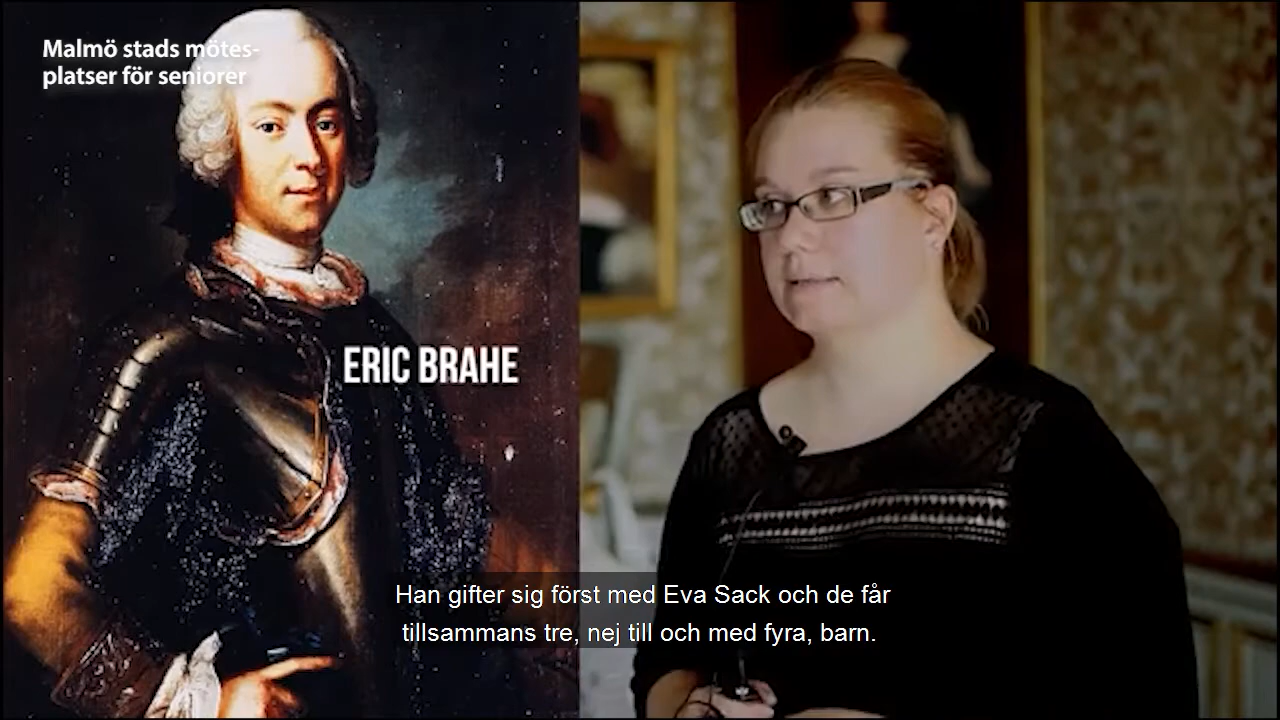 Malmö stads mötes-
platser för seniorer
ERIC BRAHE
Han gifter sig först med Eva Sack och de får
tillsammans tre, nej till och med fyra, barn.